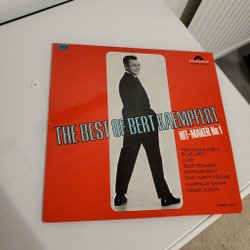 THE BEST OF BERT KAEMPFERT
HIT-MAKER No 1
RED ROSES FOR A
BLUE LADY
LOVE
BLUE MIDNIGHT
AFRIKAAN BEAT
THAT HAPPY FEELING
A SWINGIN' SAFARI
DANKE SCHOEN